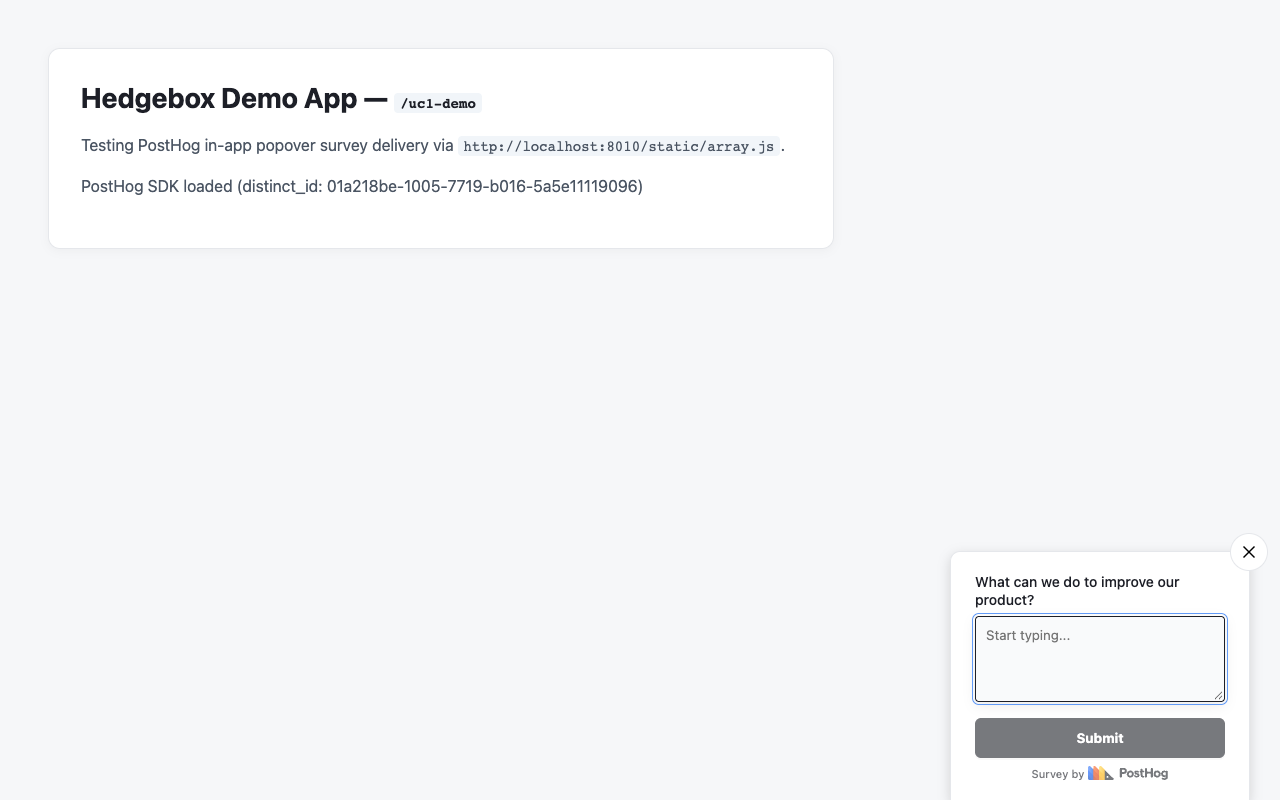 Hedgebox Demo App — /uc1-demo
Testing PostHog in-app popover survey delivery via http://localhost:8010/static/array.js.
PostHog SDK loaded (distinct_id: 01a218be-1005-7719-b016-5a5e11119096)
What can we do to improve our
product?
Start typing...
Submit
Survey by PostHog